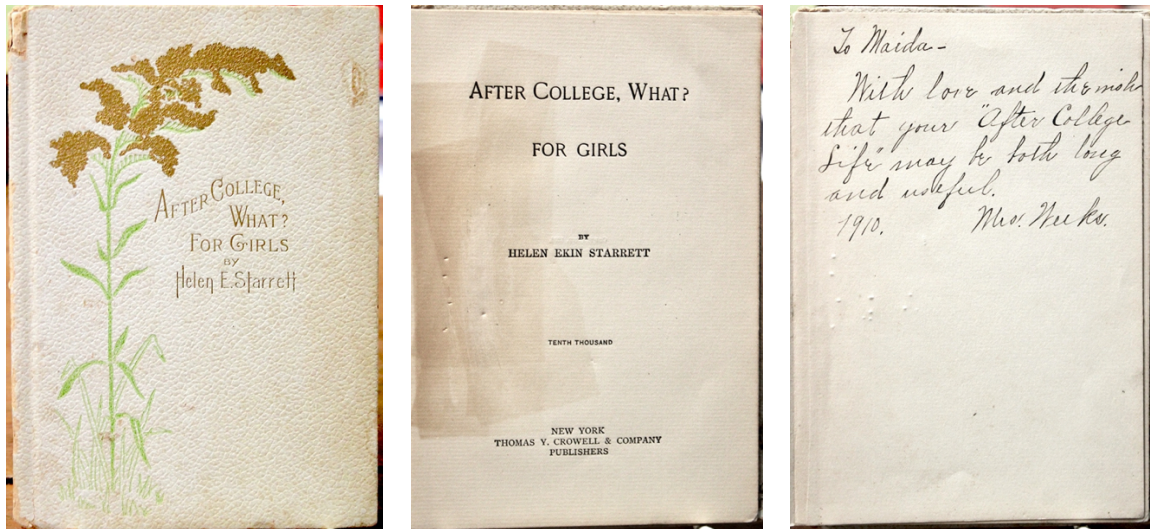 AFTER COLLEGE,
WHAT?
FOR GIRLS
BY
Helen E. Starrett
AFTER COLLEGE, WHAT?
FOR GIRLS
BY
HELEN EKIN STARRETT
TENTH THOUSAND
NEW YORK
THOMAS Y. CROWELL & COMPANY
PUBLISHERS
To Maida-
With love and the wish
that your "After College
Life" may be both long
and useful.
1910. Mrs. Weeks.